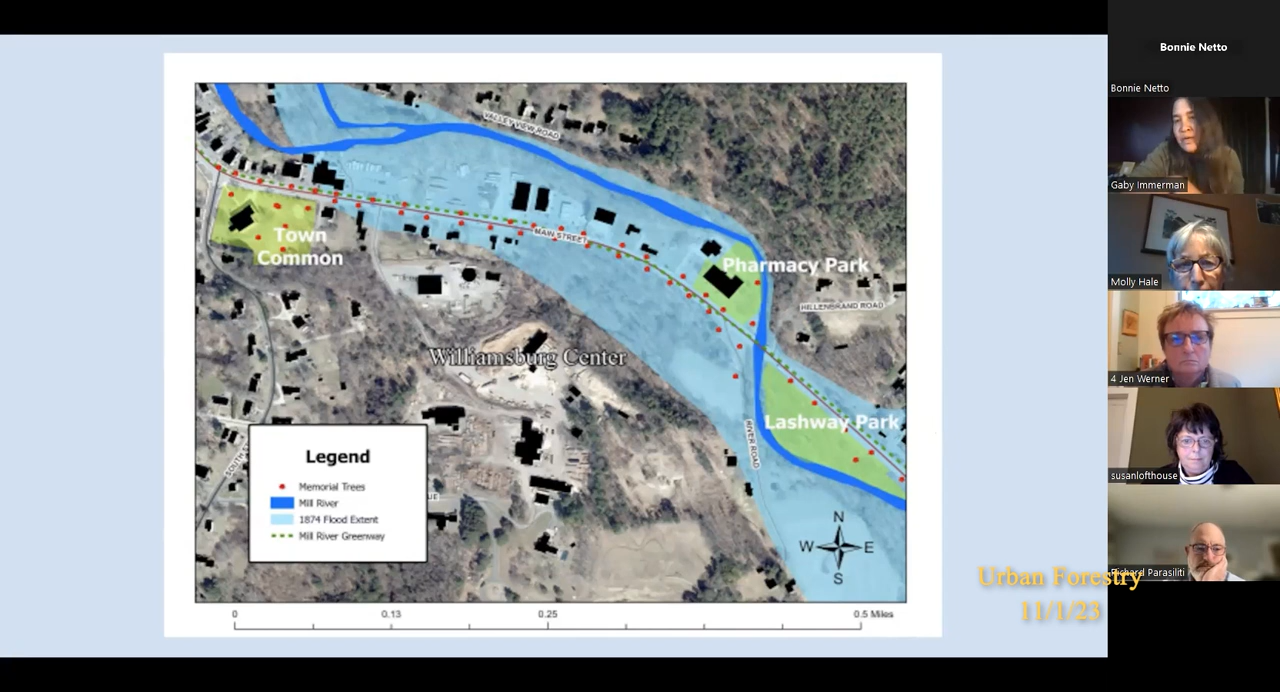 VALLEY VIEW ROAD
Town
Common
MAIN STREET
Pharmacy Park
HILLENBRAND ROAD
Williamsburg Center
Lashway Park
RIVER ROAD
Legend
Memorial Trees
Mill River
1874 Flood Extent
Mill River Greenway
N
W E
S
0 0.13 0.25 0.5 Miles
Urban Forestry
11/1/23
Bonnie Netto
Bonnie Netto
Gaby Immerman
Molly Hale
4 Jen Werner
susanlofthouse
Richard Parasiliti